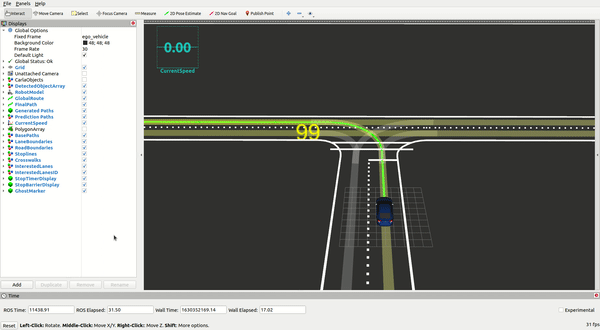 File Panels Help
Interact Move Camera Select Focus Camera Measure 2D Pose Estimate 2D Nav Goal Publish Point
Displays
Global Options
Fixed Frame ego_vehicle
Background Color 48; 48; 48
Frame Rate 30
Default Light
Global Status: Ok
Grid
Unattached Camera
CarlaObjects
DetectedObjectArray
RobotModel
GlobalRoute
FinalPath
Generated Paths
Prediction Paths
CurrentSpeed
PolygonArray
BasePaths
LaneBoundaries
RoadBoundaries
Stoplines
Crosswalks
InterestedLanes
InterestedLanesID
StopTimerDisplay
StopBarrierDisplay
GhostMarker
Add Duplicate Remove Rename
0.00
CurrentSpeed
99
Time
ROS Time: 11438.91 ROS Elapsed: 31.50 Wall Time: 1630352169.14 Wall Elapsed: 17.02 Experimental
Reset Left-Click: Rotate. Middle-Click: Move X/Y. Right-Click: Move Z. Shift: More options. 31 fps